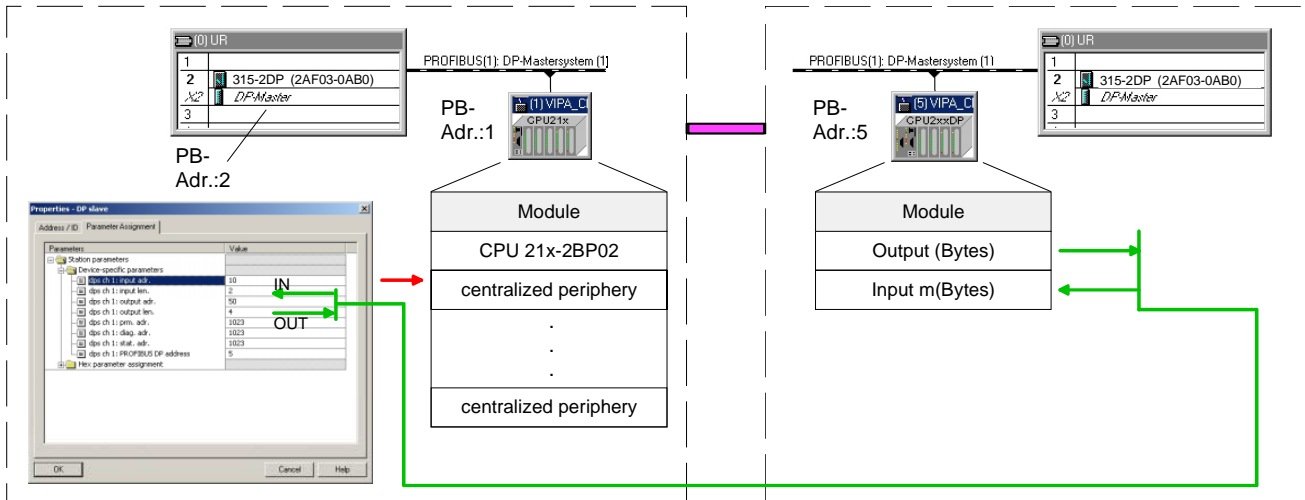 (0) UR
1
2 315-2DP (2AF03-0AB0)
X2 DP-Master
3
PB-
Adr.:2
PROFIBUS(1): DP-Mastersystem (1)
PB-
Adr.:1
(1) VIPA_C
CPU21x
Module
CPU 21x-2BP02
centralized periphery
.
.
.
centralized periphery
Properties - DP slave
Address / ID Parameter Assignment
Parameters Value
Station parameters
Device-specific parameters
dps ch 1: input adr. 10
dps ch 1: input len. 2
dps ch 1: output adr. 50
dps ch 1: output len. 4
dps ch 1: prm. adr. 1023
dps ch 1: diag. adr. 1023
dps ch 1: stat. adr. 1023
dps ch 1: PROFIBUS DP address 5
Hex parameter assignment
IN
OUT
OK Cancel Help
PROFIBUS(1): DP-Mastersystem (1)
PB-
Adr.:5
(5) VIPA_C
CPU2xxDP
Module
Output (Bytes)
Input m(Bytes)
(0) UR
1
2 315-2DP (2AF03-0AB0)
X2 DP-Master
3